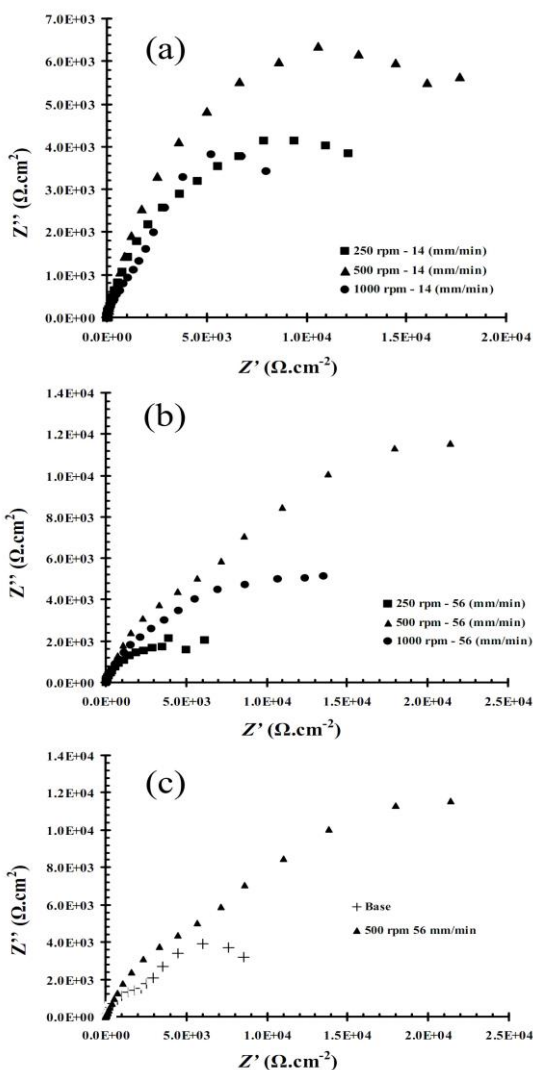 (a)
Z’’ (Ω.cm²)
7.0E+03
6.0E+03
5.0E+03
4.0E+03
3.0E+03
2.0E+03
1.0E+03
0.0E+00
250 rpm - 14 (mm/min)
500 rpm - 14 (mm/min)
1000 rpm - 14 (mm/min)
0.0E+00 5.0E+03 1.0E+04 1.5E+04 2.0E+04
Z' (Ω.cm⁻²)
(b)
Z’’ (Ω.cm²)
1.4E+04
1.2E+04
1.0E+04
8.0E+03
6.0E+03
4.0E+03
2.0E+03
0.0E+00
250 rpm - 56 (mm/min)
500 rpm - 56 (mm/min)
1000 rpm - 56 (mm/min)
0.0E+00 5.0E+03 1.0E+04 1.5E+04 2.0E+04 2.5E+04
Z' (Ω.cm⁻²)
(c)
Z’’ (Ω.cm²)
1.4E+04
1.2E+04
1.0E+04
8.0E+03
6.0E+03
4.0E+03
2.0E+03
0.0E+00
Base
500 rpm 56 mm/min
0.0E+00 5.0E+03 1.0E+04 1.5E+04 2.0E+04 2.5E+04
Z' (Ω.cm⁻²)